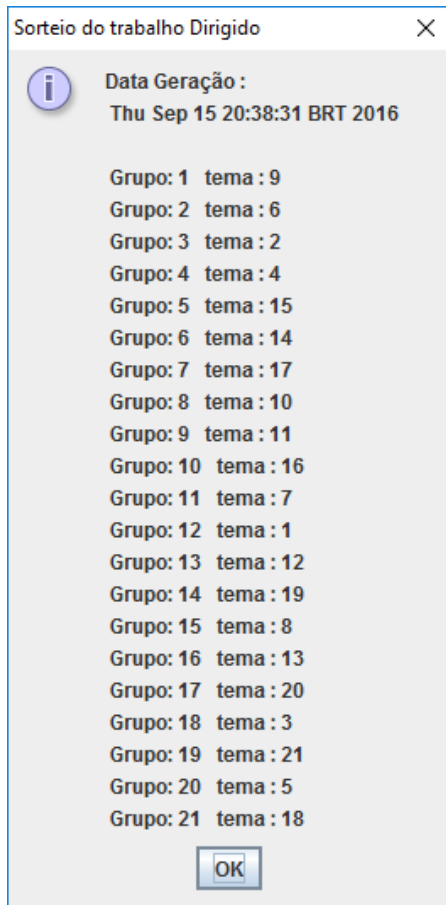 Sorteio do trabalho Dirigido
Data Geração :
Thu Sep 15 20:38:31 BRT 2016
Grupo: 1 tema : 9
Grupo: 2 tema : 6
Grupo: 3 tema : 2
Grupo: 4 tema : 4
Grupo: 5 tema : 15
Grupo: 6 tema : 14
Grupo: 7 tema : 17
Grupo: 8 tema : 10
Grupo: 9 tema : 11
Grupo: 10 tema : 16
Grupo: 11 tema : 7
Grupo: 12 tema : 1
Grupo: 13 tema : 12
Grupo: 14 tema : 19
Grupo: 15 tema : 8
Grupo: 16 tema : 13
Grupo: 17 tema : 20
Grupo: 18 tema : 3
Grupo: 19 tema : 21
Grupo: 20 tema : 5
Grupo: 21 tema : 18
OK